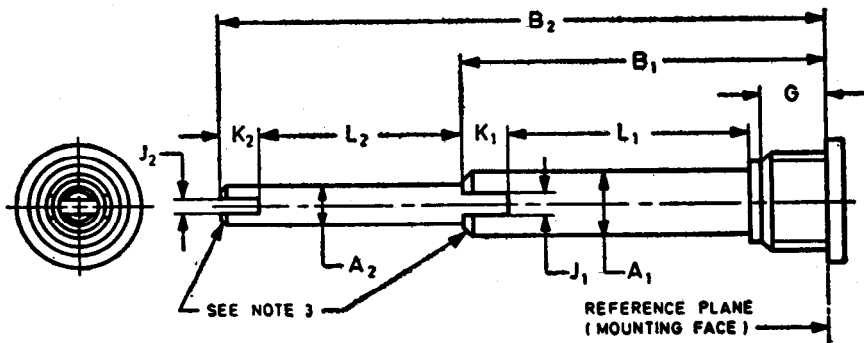 B₂
B₁
G
K₂ L₂ K₁ L₁
J₂
A₂ J₁ A₁
SEE NOTE 3
REFERENCE PLANE
(MOUNTING FACE)